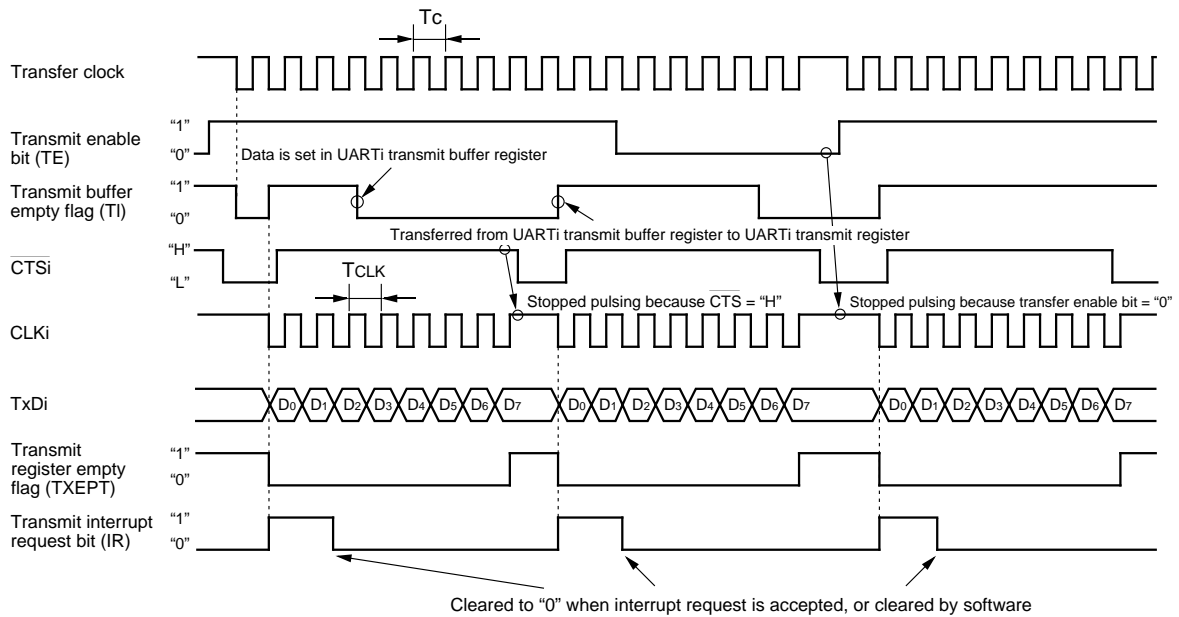 Tc
Transfer clock
Transmit enable
bit (TE)
“1”
“0”
Data is set in UARTi transmit buffer register
Transmit buffer
empty flag (TI)
“1”
“0”
Transferred from UARTi transmit buffer register to UARTi transmit register
CTSi
“H”
“L”
TCLK
Stopped pulsing because CTS = “H”
Stopped pulsing because transfer enable bit = “0”
CLKi
TxDi
D0 D1 D2 D3 D4 D5 D6 D7 D0 D1 D2 D3 D4 D5 D6 D7 D0 D1 D2 D3 D4 D5 D6 D7
Transmit
register empty
flag (TXEPT)
“1”
“0”
Transmit interrupt
request bit (IR)
“1”
“0”
Cleared to “0” when interrupt request is accepted, or cleared by software